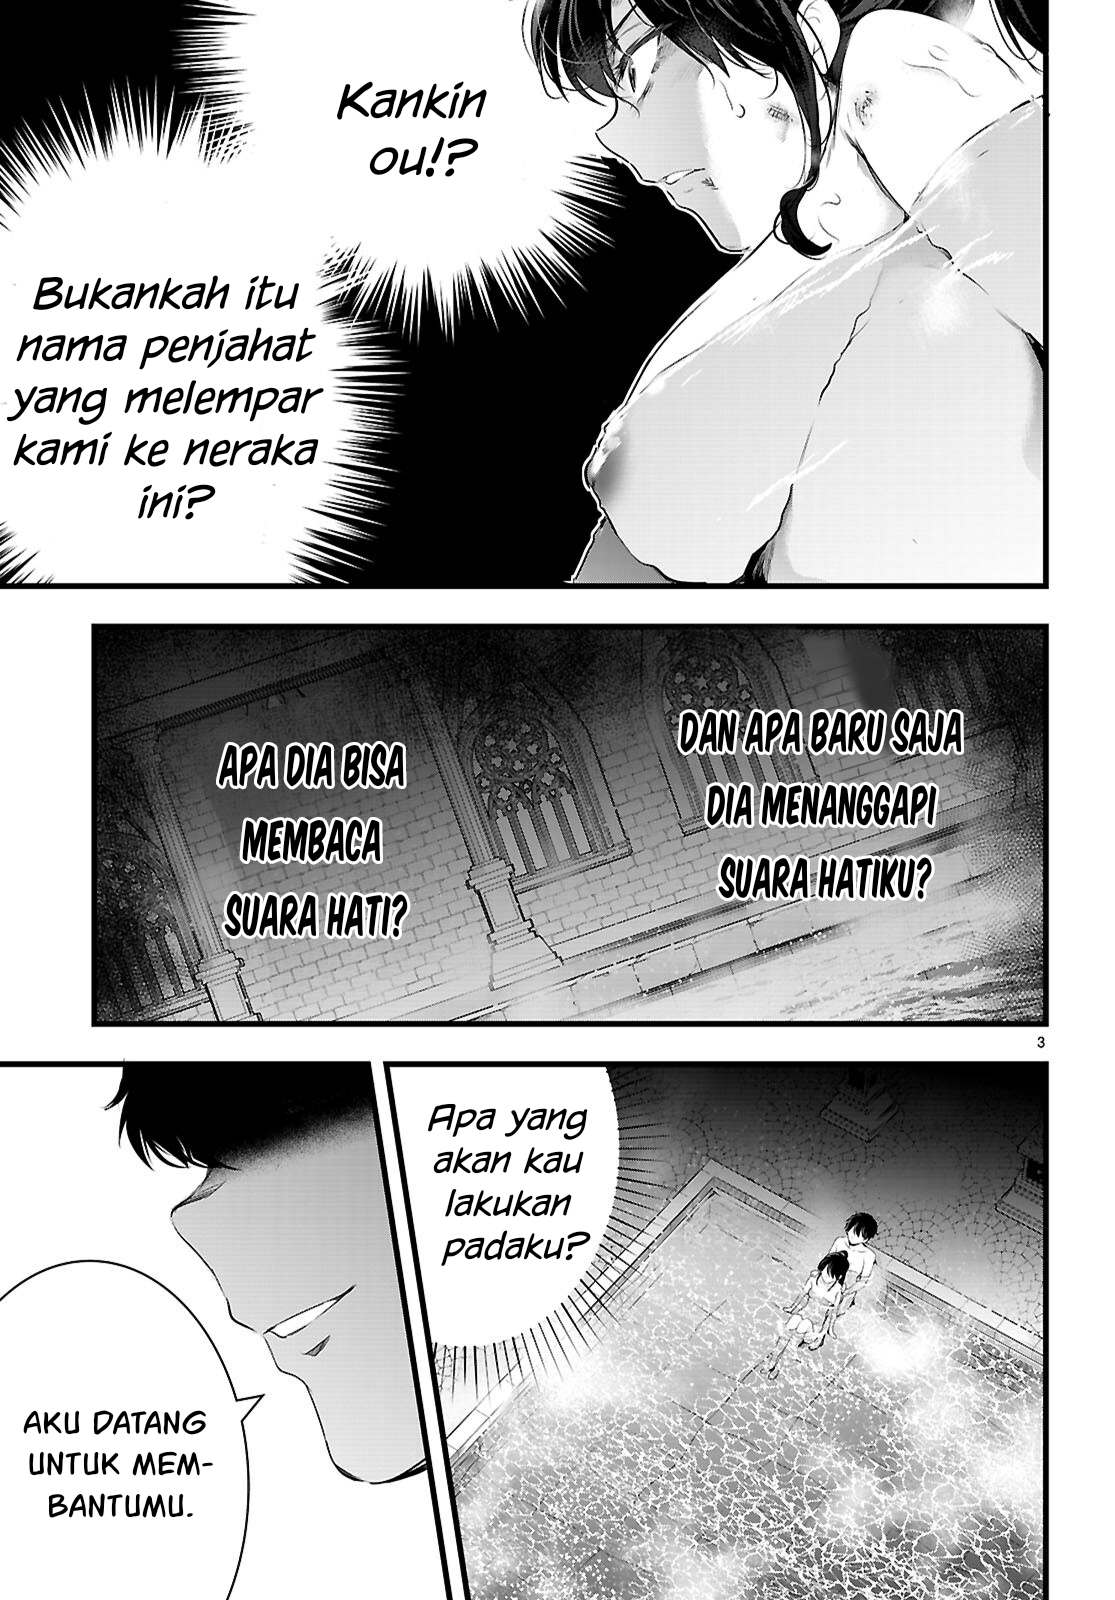 Kankin
ou!?
Bukankah itu
nama penjahat
yang melempar
kami ke neraka
ini?
DAN APA BARU SAJA
DIA MENANGGAPI
SUARA HATIKU?
APA DIA BISA
MEMBACA
SUARA HATI?
3
Apa yang
akan kau
lakukan
padaku?
AKU DATANG
UNTUK MEM-
BANTUMU.